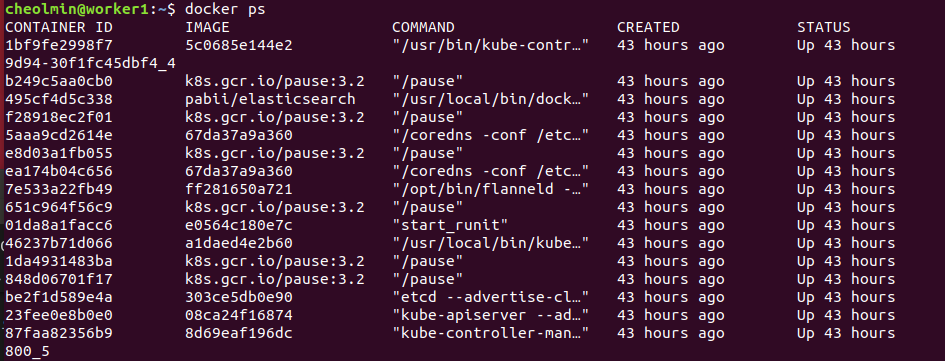 cheolmin@worker1:~$ docker ps
CONTAINER ID        IMAGE                  COMMAND                  CREATED             STATUS
1bf9fe2998f7        5c0685e144e2           "/usr/bin/kube-contr…"   43 hours ago        Up 43 hours
9d94-30f1fc45dbf4_4
b249c5aa0cb0        k8s.gcr.io/pause:3.2   "/pause"                 43 hours ago        Up 43 hours
495cf4d5c338        pabii/elasticsearch    "/usr/local/bin/dock…"   43 hours ago        Up 43 hours
f28918ec2f01        k8s.gcr.io/pause:3.2   "/pause"                 43 hours ago        Up 43 hours
5aaa9cd2614e        67da37a9a360           "/coredns -conf /etc…"   43 hours ago        Up 43 hours
e8d03a1fb055        k8s.gcr.io/pause:3.2   "/pause"                 43 hours ago        Up 43 hours
ea174b04c656        67da37a9a360           "/coredns -conf /etc…"   43 hours ago        Up 43 hours
7e533a22fb49        ff281650a721           "/opt/bin/flanneld -…"   43 hours ago        Up 43 hours
651c964f56c9        k8s.gcr.io/pause:3.2   "/pause"                 43 hours ago        Up 43 hours
01da8a1facc6        e0564c180e7c           "start_runit"            43 hours ago        Up 43 hours
46237b71d066        a1daed4e2b60           "/usr/local/bin/kube…"   43 hours ago        Up 43 hours
1da4931483ba        k8s.gcr.io/pause:3.2   "/pause"                 43 hours ago        Up 43 hours
848d06701f17        k8s.gcr.io/pause:3.2   "/pause"                 43 hours ago        Up 43 hours
be2f1d589e4a        303ce5db0e90           "etcd --advertise-cl…"   43 hours ago        Up 43 hours
23fee0e8b0e0        08ca24f16874           "kube-apiserver --ad…"   43 hours ago        Up 43 hours
87faa82356b9        8d69eaf196dc           "kube-controller-man…"   43 hours ago        Up 43 hours
800_5